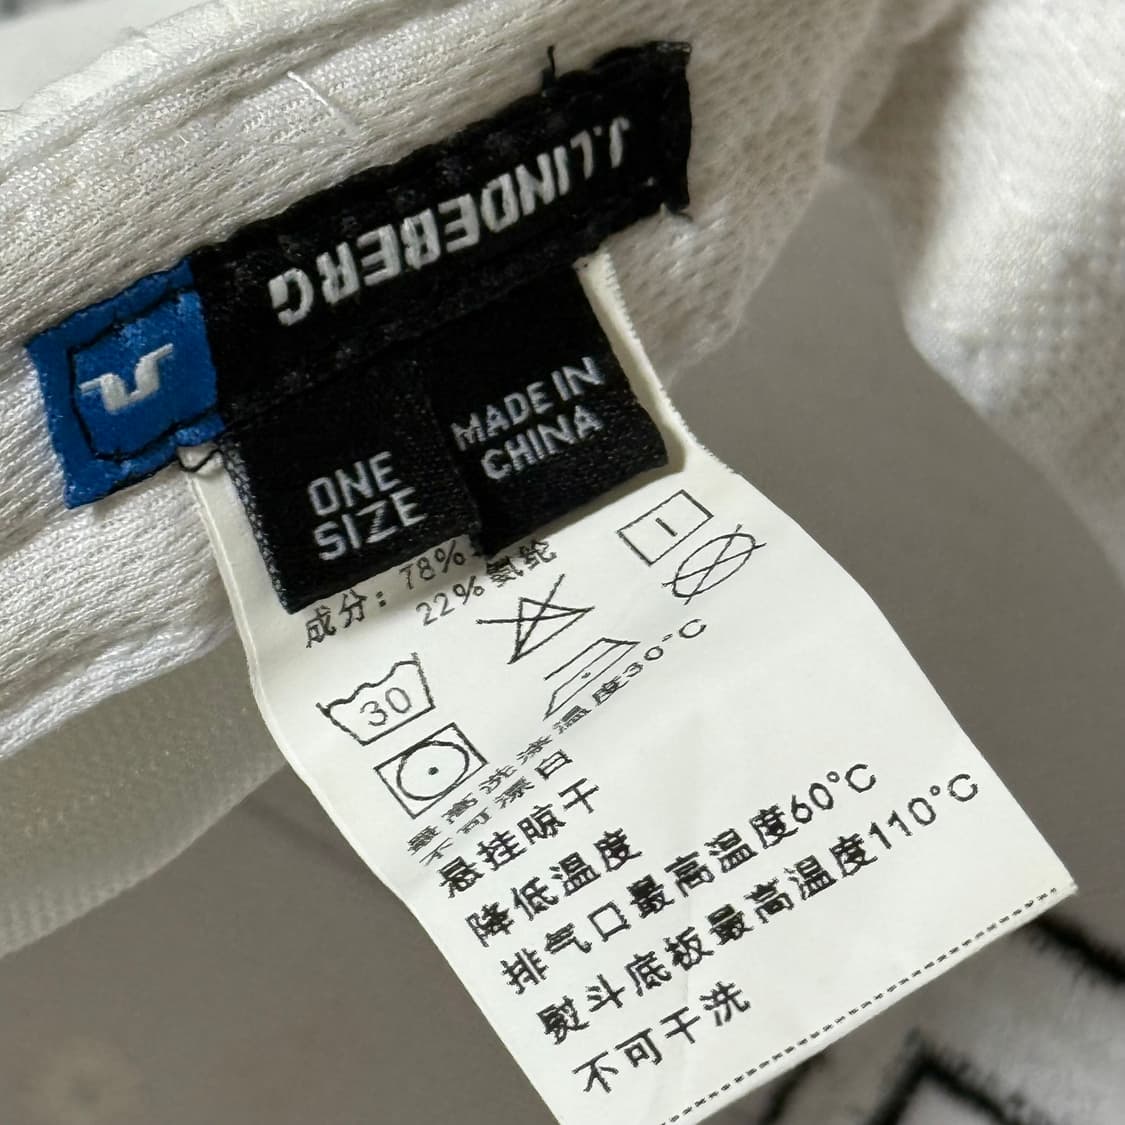 J.LINDEBERG
ONE
SIZE
MADE IN
CHINA
成分: 78%
22%氨纶
30
最高洗涤温度30°C
不可漂白
悬挂晾干
降低温度
排气口最高温度60°C
熨斗底板最高温度110°C
不可干洗